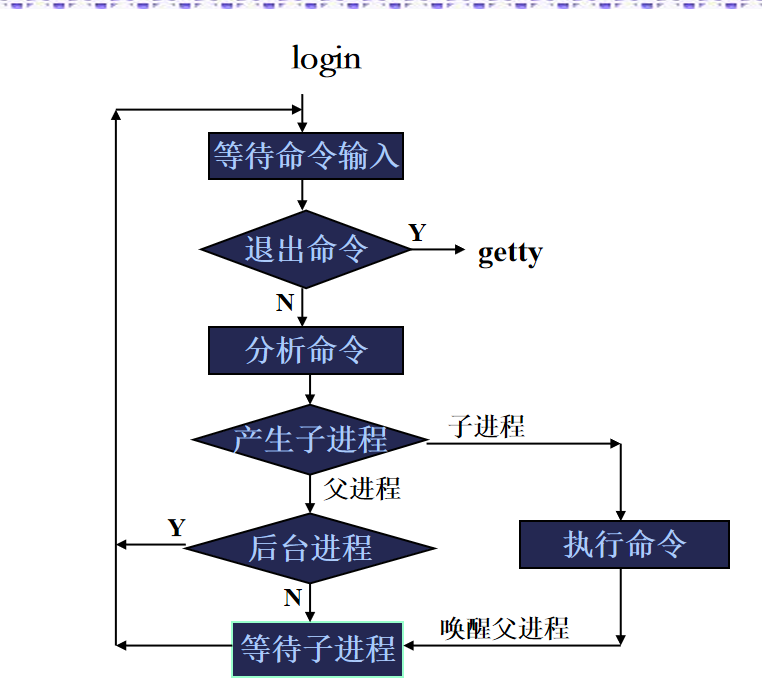 login
等待命令输入
退出命令
Y
getty
N
分析命令
产生子进程
子进程
父进程
Y
后台进程
执行命令
N
等待子进程
唤醒父进程